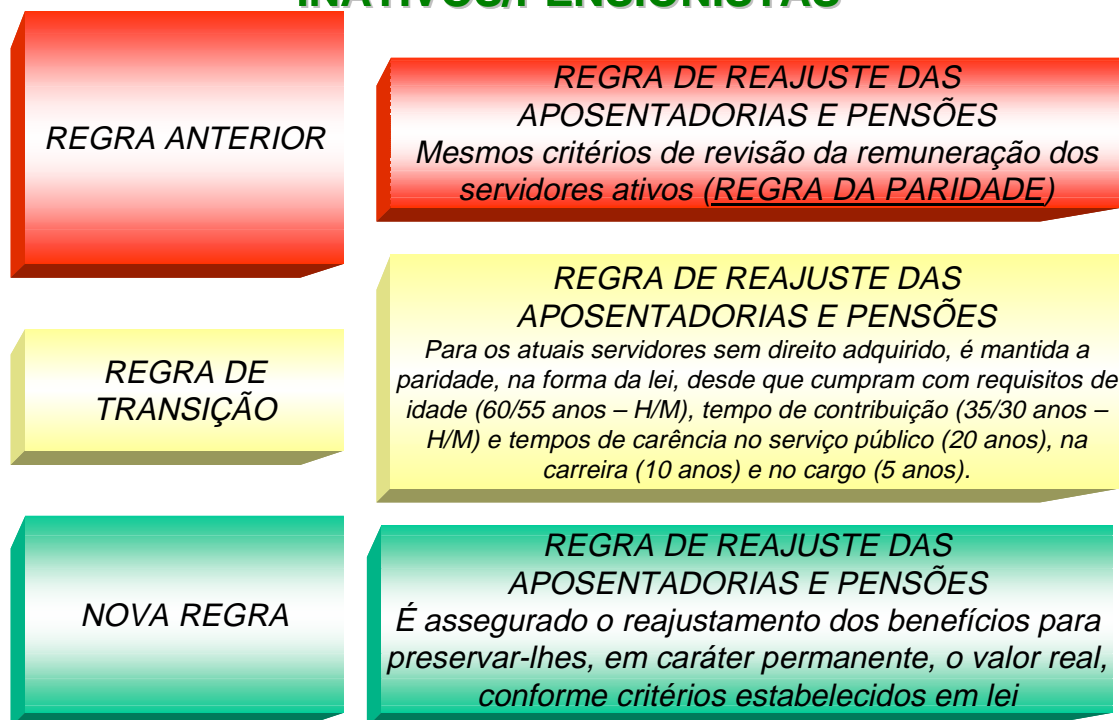 INATIVOS/PENSIONISTAS
REGRA ANTERIOR
REGRA DE REAJUSTE DAS
APOSENTADORIAS E PENSÕES
Mesmos critérios de revisão da remuneração dos
servidores ativos (REGRA DA PARIDADE)
REGRA DE
TRANSIÇÃO
REGRA DE REAJUSTE DAS
APOSENTADORIAS E PENSÕES
Para os atuais servidores sem direito adquirido, é mantida a
paridade, na forma da lei, desde que cumpram com requisitos de
idade (60/55 anos – H/M), tempo de contribuição (35/30 anos –
H/M) e tempos de carência no serviço público (20 anos), na
carreira (10 anos) e no cargo (5 anos).
NOVA REGRA
REGRA DE REAJUSTE DAS
APOSENTADORIAS E PENSÕES
É assegurado o reajustamento dos benefícios para
preservar-lhes, em caráter permanente, o valor real,
conforme critérios estabelecidos em lei